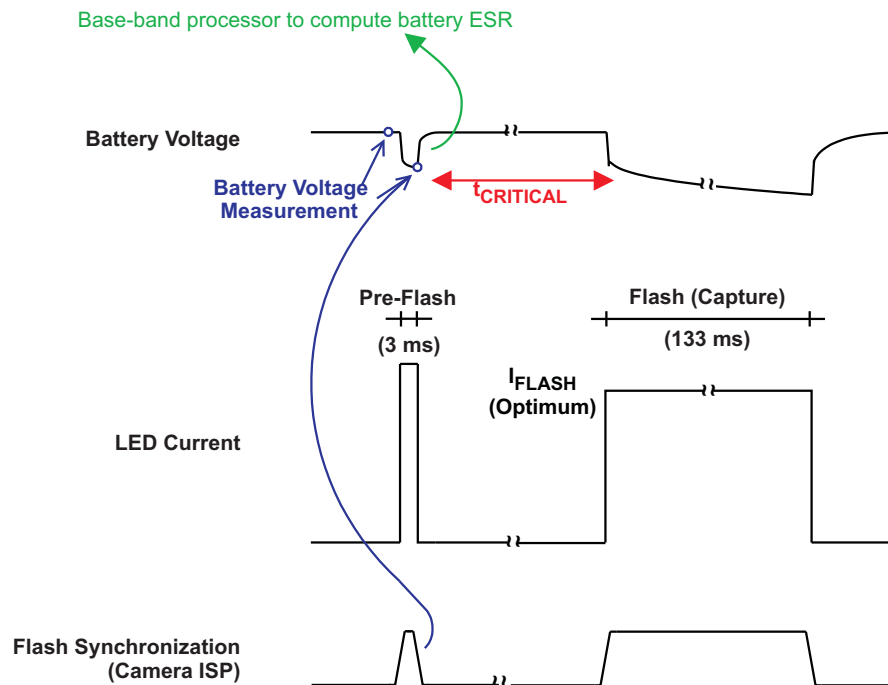 Base-band processor to compute battery ESR
Battery Voltage
Battery Voltage
Measurement
tCRITICAL
Pre-Flash
(3 ms)
Flash (Capture)
(133 ms)
IFLASH
(Optimum)
LED Current
Flash Synchronization
(Camera ISP)